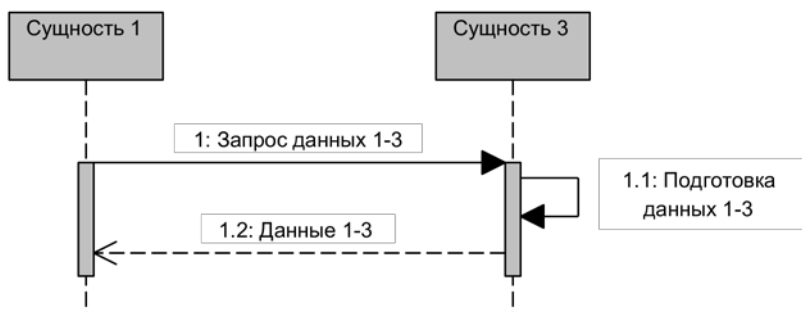 Сущность 1
Сущность 3
1: Запрос данных 1-3
1.1: Подготовка
данных 1-3
1.2: Данные 1-3